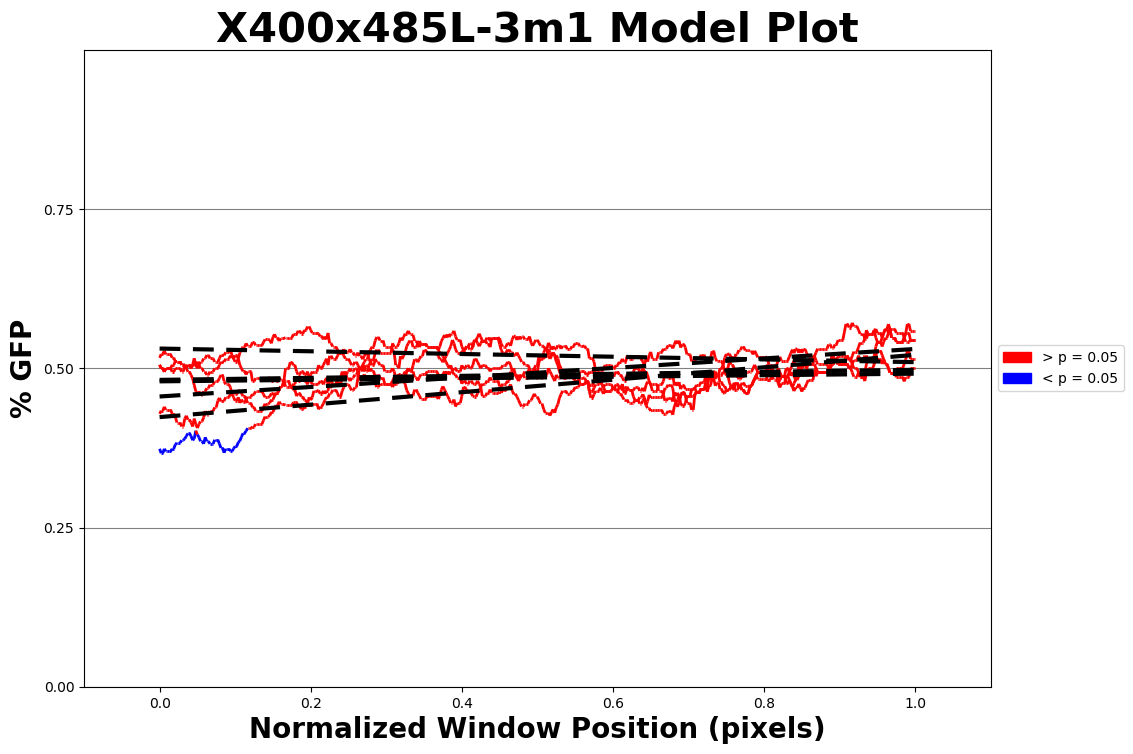 X400x485L-3m1 Model Plot
% GFP
0.75
0.50
0.25
0.00
0.0 0.2 0.4 0.6 0.8 1.0
Normalized Window Position (pixels)
> p = 0.05
< p = 0.05